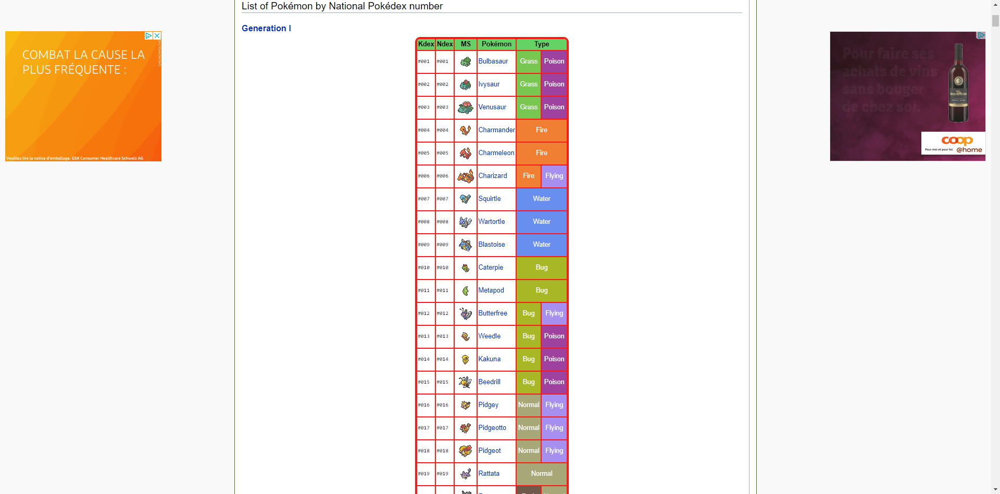 List of Pokémon by National Pokédex number
Generation I
COMBAT LA CAUSE LA
PLUS FRÉQUENTE :
Veuillez lire la notice d'emballage, GSK Consumer Healthcare Schweiz AG
Kdex Ndex MS Pokémon Type
#001 #001 Bulbasaur Grass Poison
#002 #002 Ivysaur Grass Poison
#003 #003 Venusaur Grass Poison
#004 #004 Charmander Fire
#005 #005 Charmeleon Fire
#006 #006 Charizard Fire Flying
#007 #007 Squirtle Water
#008 #008 Wartortle Water
#009 #009 Blastoise Water
#010 #010 Caterpie Bug
#011 #011 Metapod Bug
#012 #012 Butterfree Bug Flying
#013 #013 Weedle Bug Poison
#014 #014 Kakuna Bug Poison
#015 #015 Beedrill Bug Poison
#016 #016 Pidgey Normal Flying
#017 #017 Pidgeotto Normal Flying
#018 #018 Pidgeot Normal Flying
#019 #019 Rattata Normal
Pour faire ses
achats de vins
sans bouger
de chez soi.
PINOT NOIR
coop
Pour moi et pour toi. @home